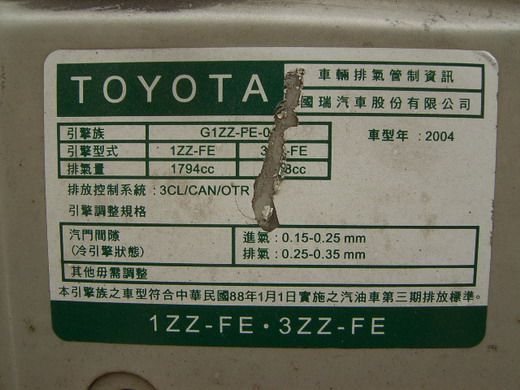 TOYOTA 車輛排氣管制資訊
國瑞汽車股份有限公司
引擎族 G1ZZ-PE-0
車型年：2004
引擎型式 1ZZ-FE 3 -FE
排氣量 1794cc 8cc
排放控制系統：3CL/CAN/OTR
引擎調整規格
汽門間隙 進氣：0.15-0.25 mm
(冷引擎狀態) 排氣：0.25-0.35 mm
其他毋需調整
本引擎族之車型符合中華民國88年1月1日實施之汽油車第三期排放標準。
1ZZ-FE・3ZZ-FE